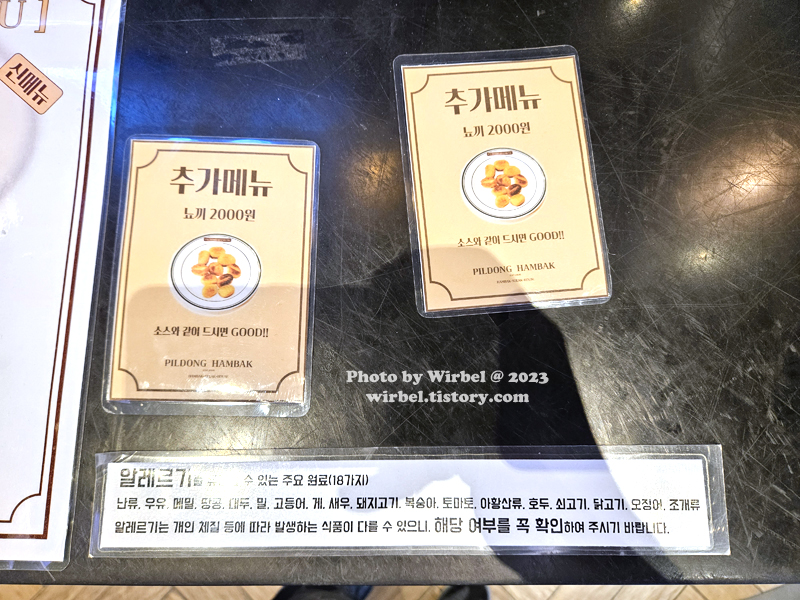 U]
신메뉴
추가메뉴
뇨끼 2000원
소스와 같이 드시면 GOOD!!
PILDONG HAMBAK
추가메뉴
뇨끼 2000원
소스와 같이 드시면 GOOD!!
PILDONG HAMBAK
Photo by Wirbel @ 2023
wirbel.tistory.com
알레르기를 수 있는 주요 원료(18가지)
난류, 우유, 메밀, 땅콩, 대두, 밀, 고등어, 게, 새우, 돼지고기, 복숭아, 토마토, 아황산류, 호두, 쇠고기, 닭고기, 오징어, 조개류
알레르기는 개인 체질 등에 따라 발생하는 식품이 다를 수 있으니, 해당 여부를 꼭 확인하여 주시기 바랍니다.